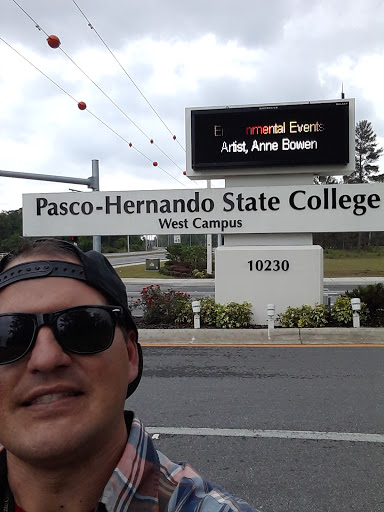 Environmental Events
Artist, Anne Bowen
Pasco-Hernando State College
West Campus
10230